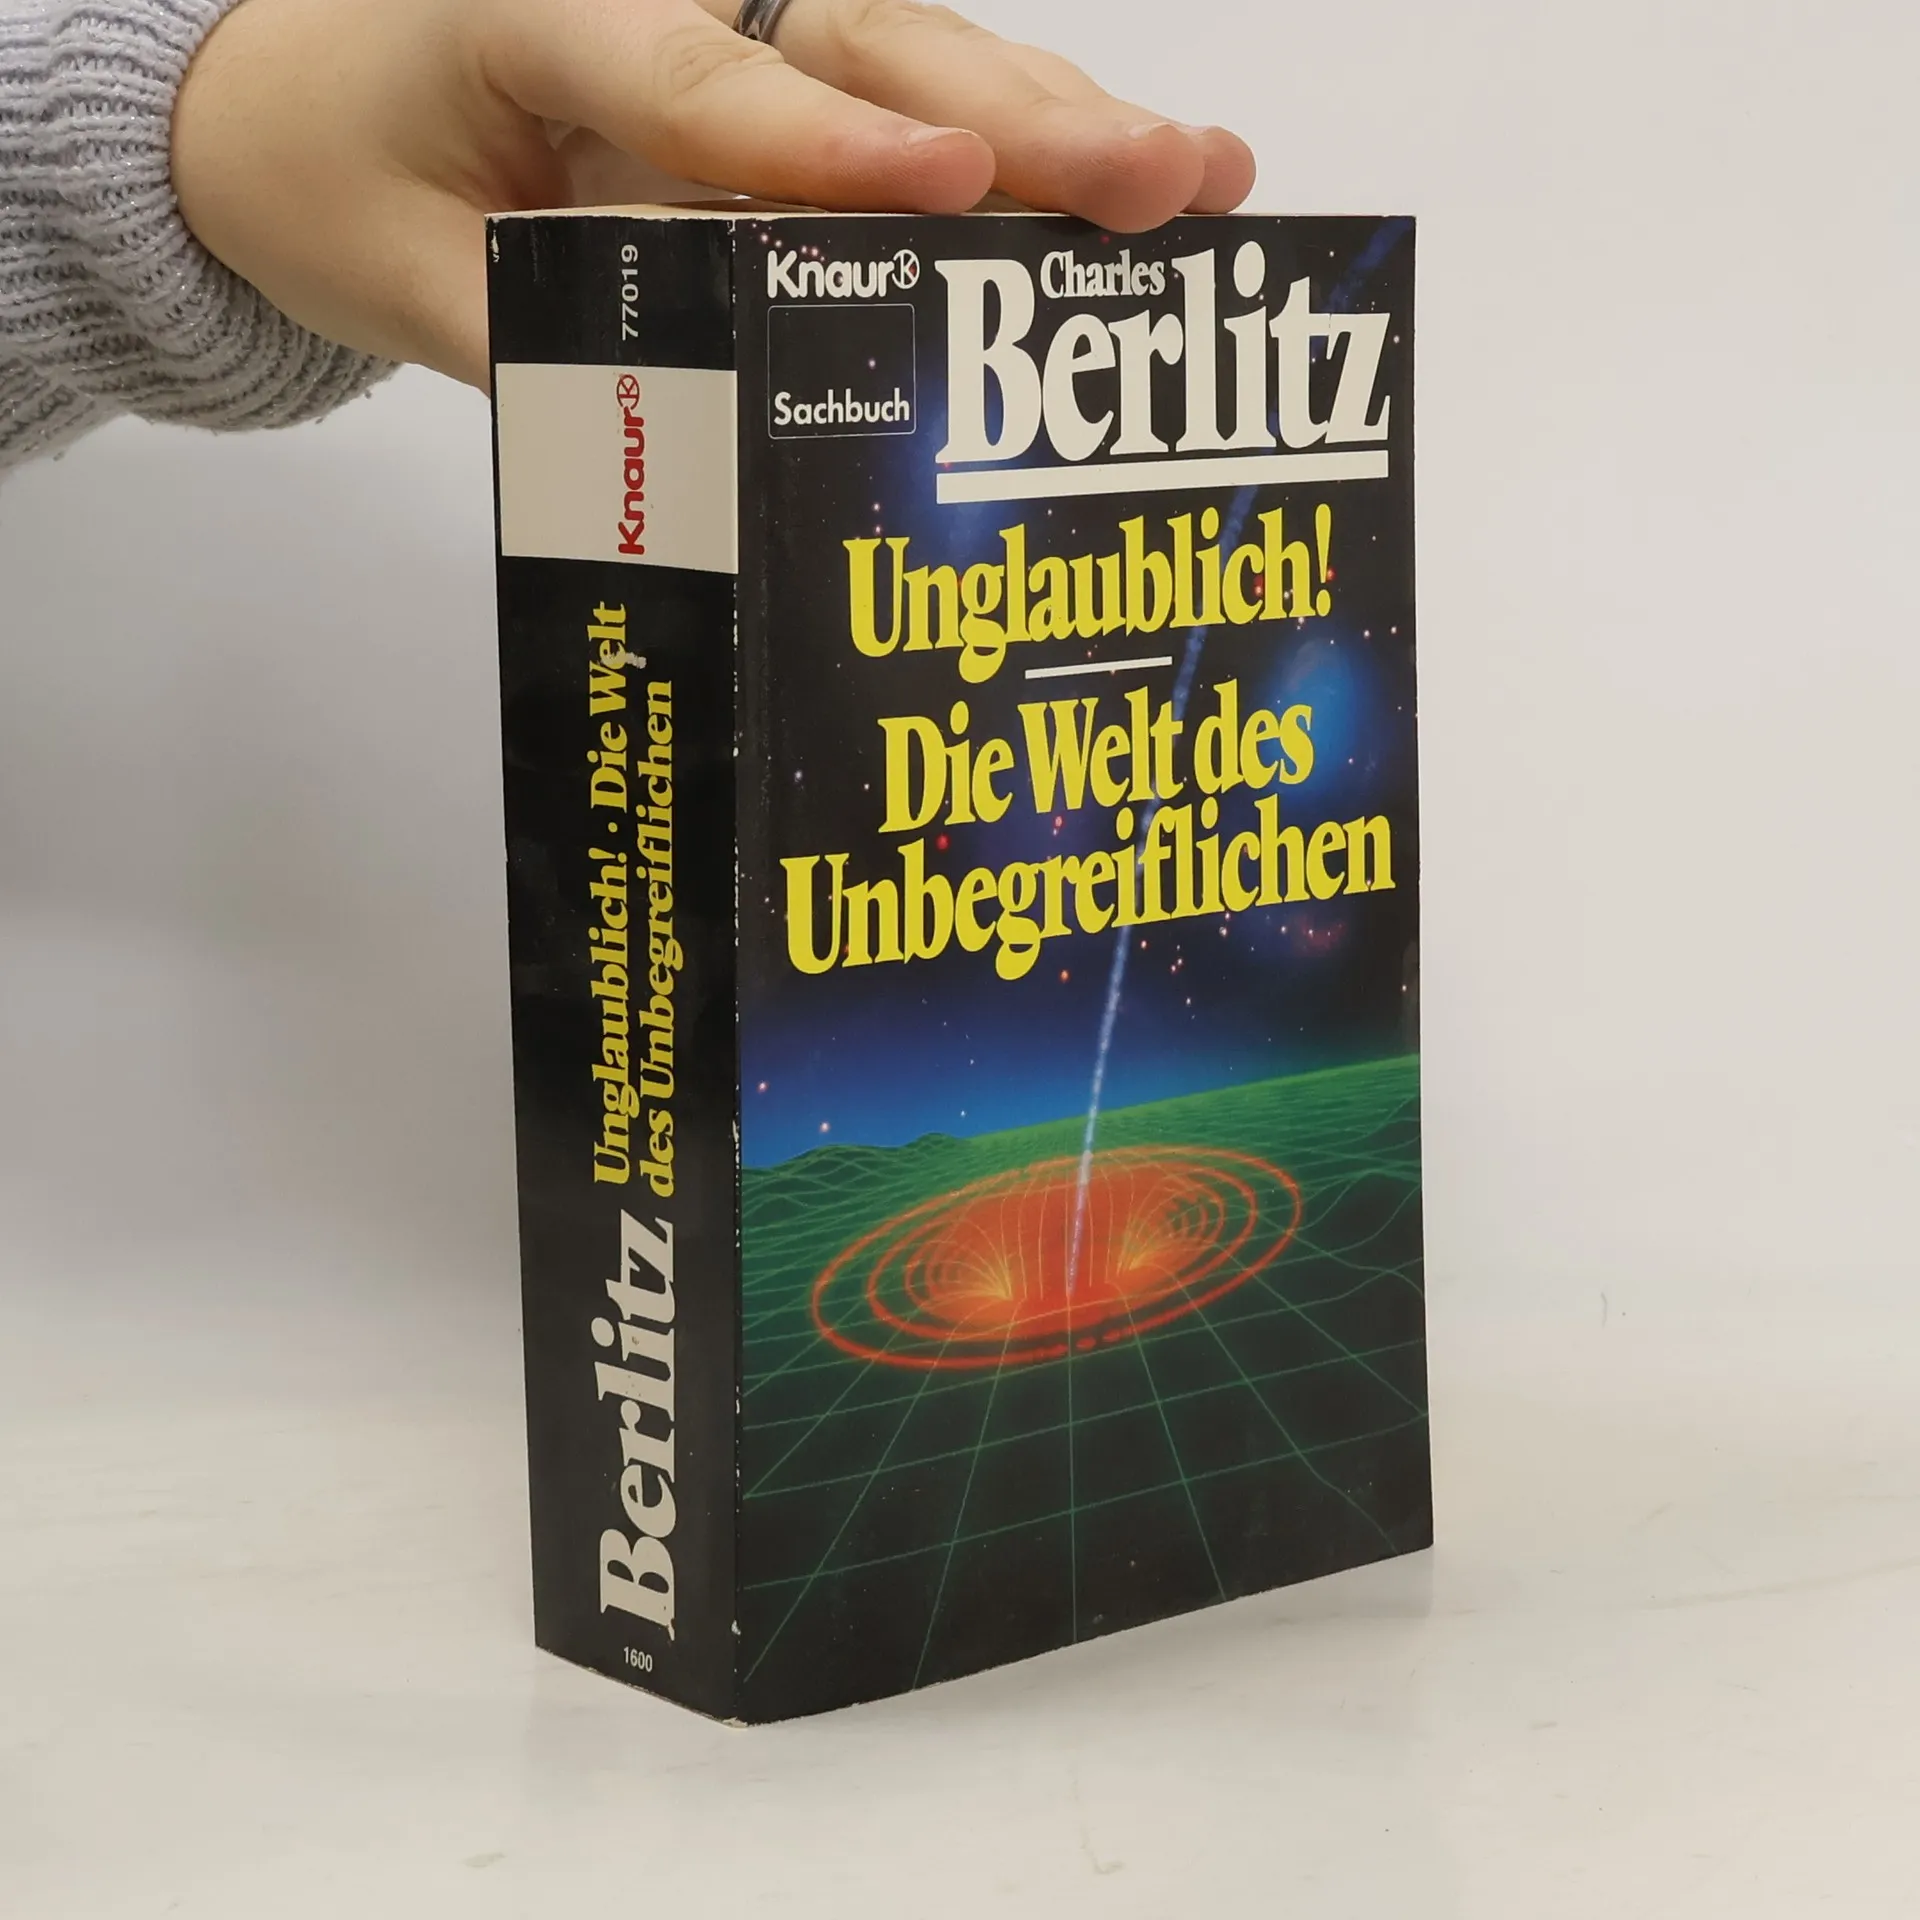 Knaur
Sachbuch
Charles
Berlitz
Unglaublich!
Die Welt des
Unbegreiflichen
77019
Knaur
Unglaublich! · Die Welt
des Unbegreiflichen
Berlitz
1600